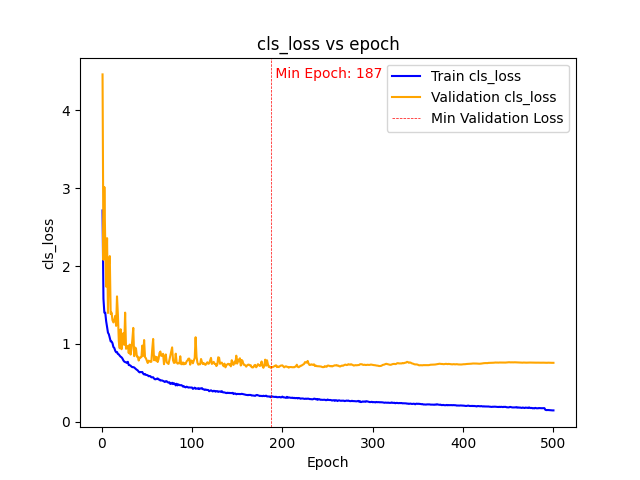 cls_loss vs epoch
Min Epoch: 187
Train cls_loss
Validation cls_loss
Min Validation Loss
cls_loss
4
3
2
1
0
0 100 200 300 400 500
Epoch